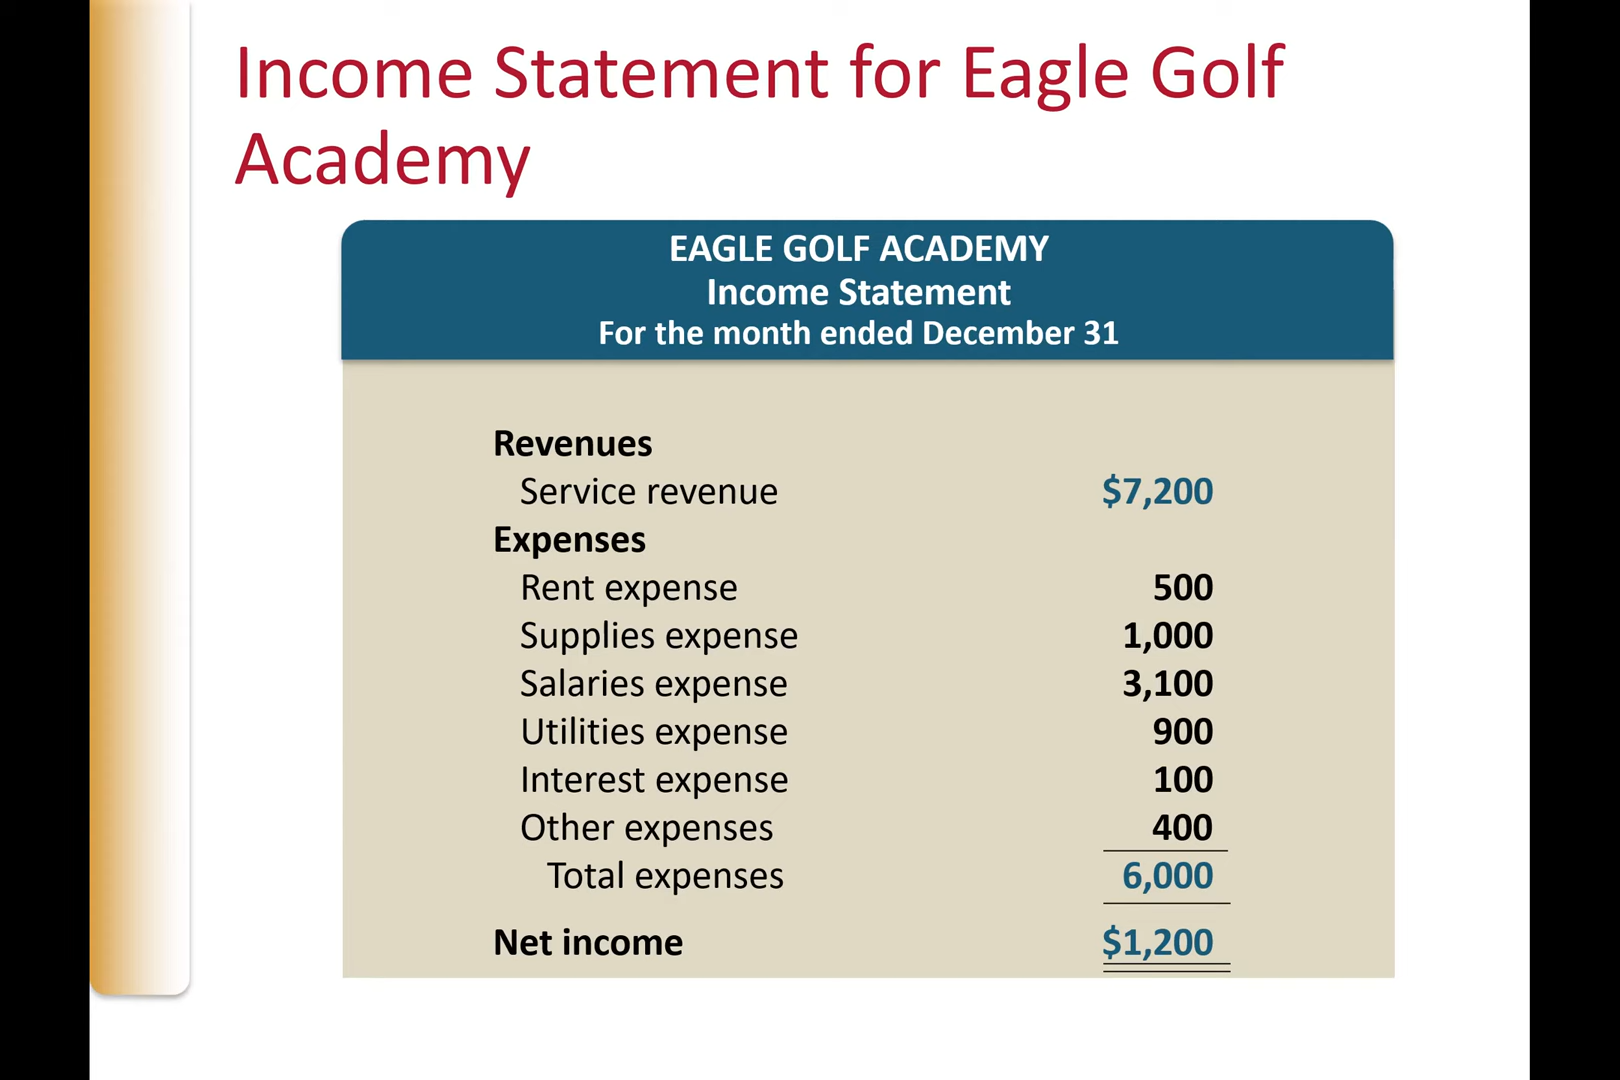 Income Statement for Eagle Golf
Academy
EAGLE GOLF ACADEMY
Income Statement
For the month ended December 31
Revenues
Service revenue $7,200
Expenses
Rent expense 500
Supplies expense 1,000
Salaries expense 3,100
Utilities expense 900
Interest expense 100
Other expenses 400
Total expenses 6,000
Net income $1,200